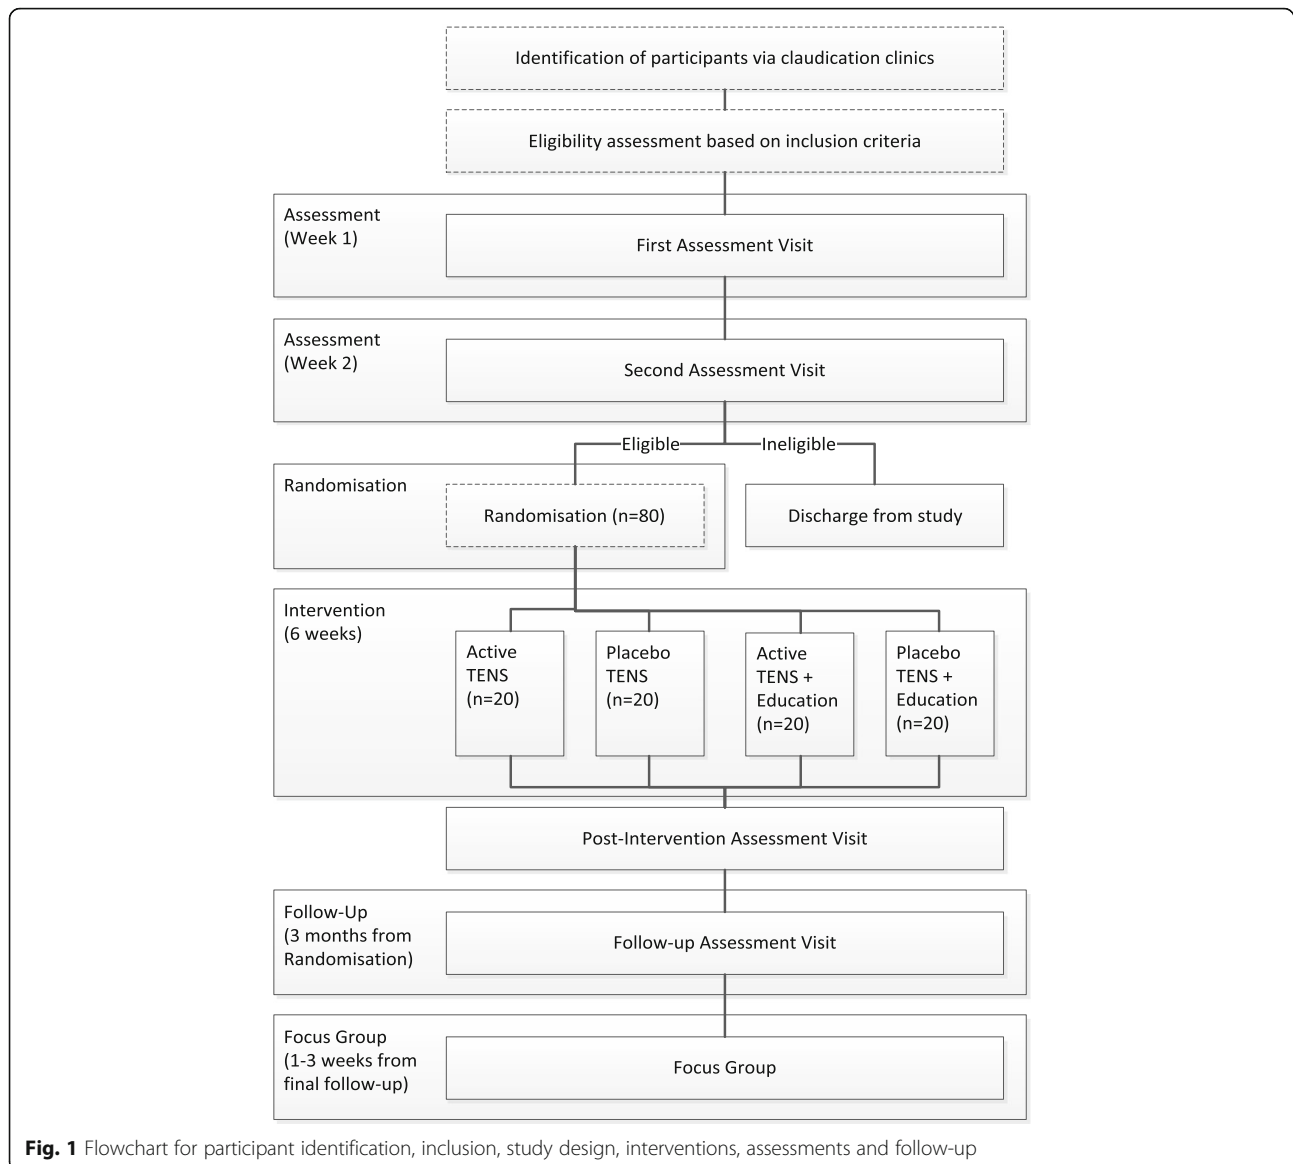 Identification of participants via claudication clinics
Eligibility assessment based on inclusion criteria
Assessment
(Week 1)
First Assessment Visit
Assessment
(Week 2)
Second Assessment Visit
Eligible
Ineligible
Randomisation
Randomisation (n=80)
Discharge from study
Intervention
(6 weeks)
Active
TENS
(n=20)
Placebo
TENS
(n=20)
Active
TENS +
Education
(n=20)
Placebo
TENS +
Education
(n=20)
Post-Intervention Assessment Visit
Follow-Up
(3 months from
Randomisation)
Follow-up Assessment Visit
Focus Group
(1-3 weeks from
final follow-up)
Focus Group
Fig. 1 Flowchart for participant identification, inclusion, study design, interventions, assessments and follow-up